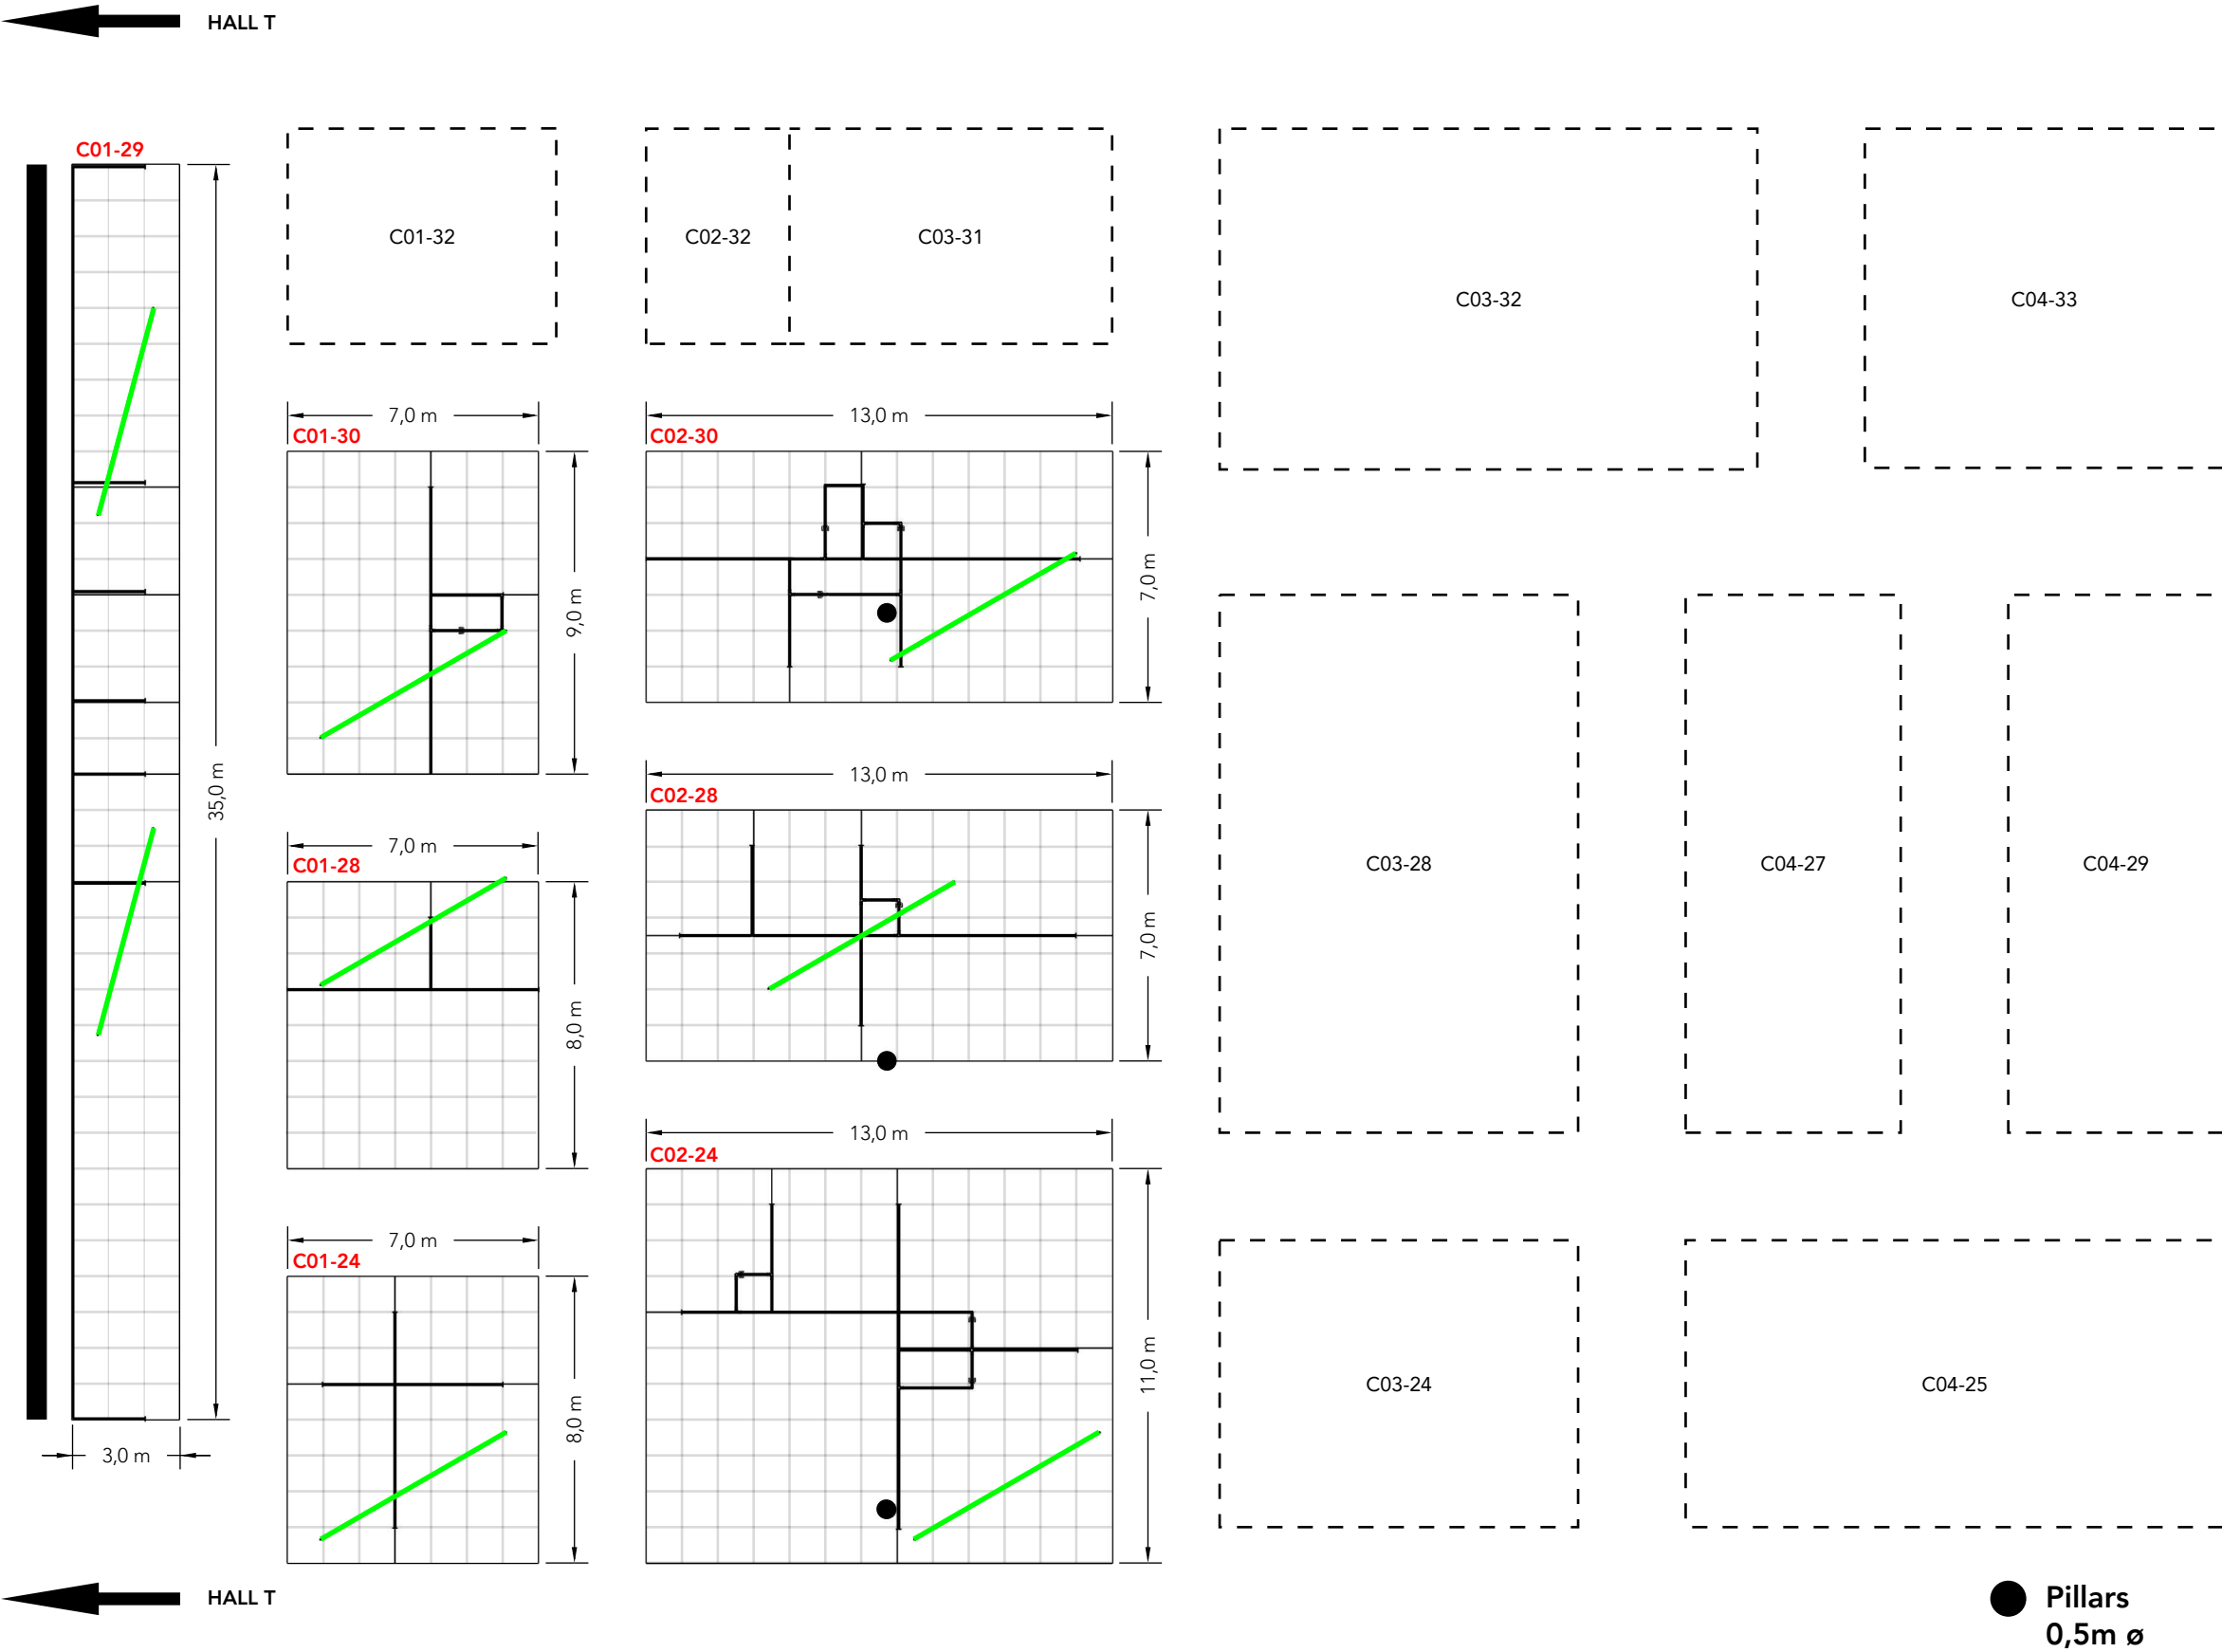 HALL T
C01-29
C01-32
C02-32
C03-31
C03-32
C04-33
7,0 m
13,0 m
C01-30
C02-30
9,0 m
7,0 m
35,0 m
13,0 m
C02-28
7,0 m
C01-28
C03-28
C04-27
C04-29
7,0 m
8,0 m
13,0 m
C02-24
7,0 m
C01-24
11,0 m
C03-24
C04-25
8,0 m
3,0 m
HALL T
Pillars
0,5m ø